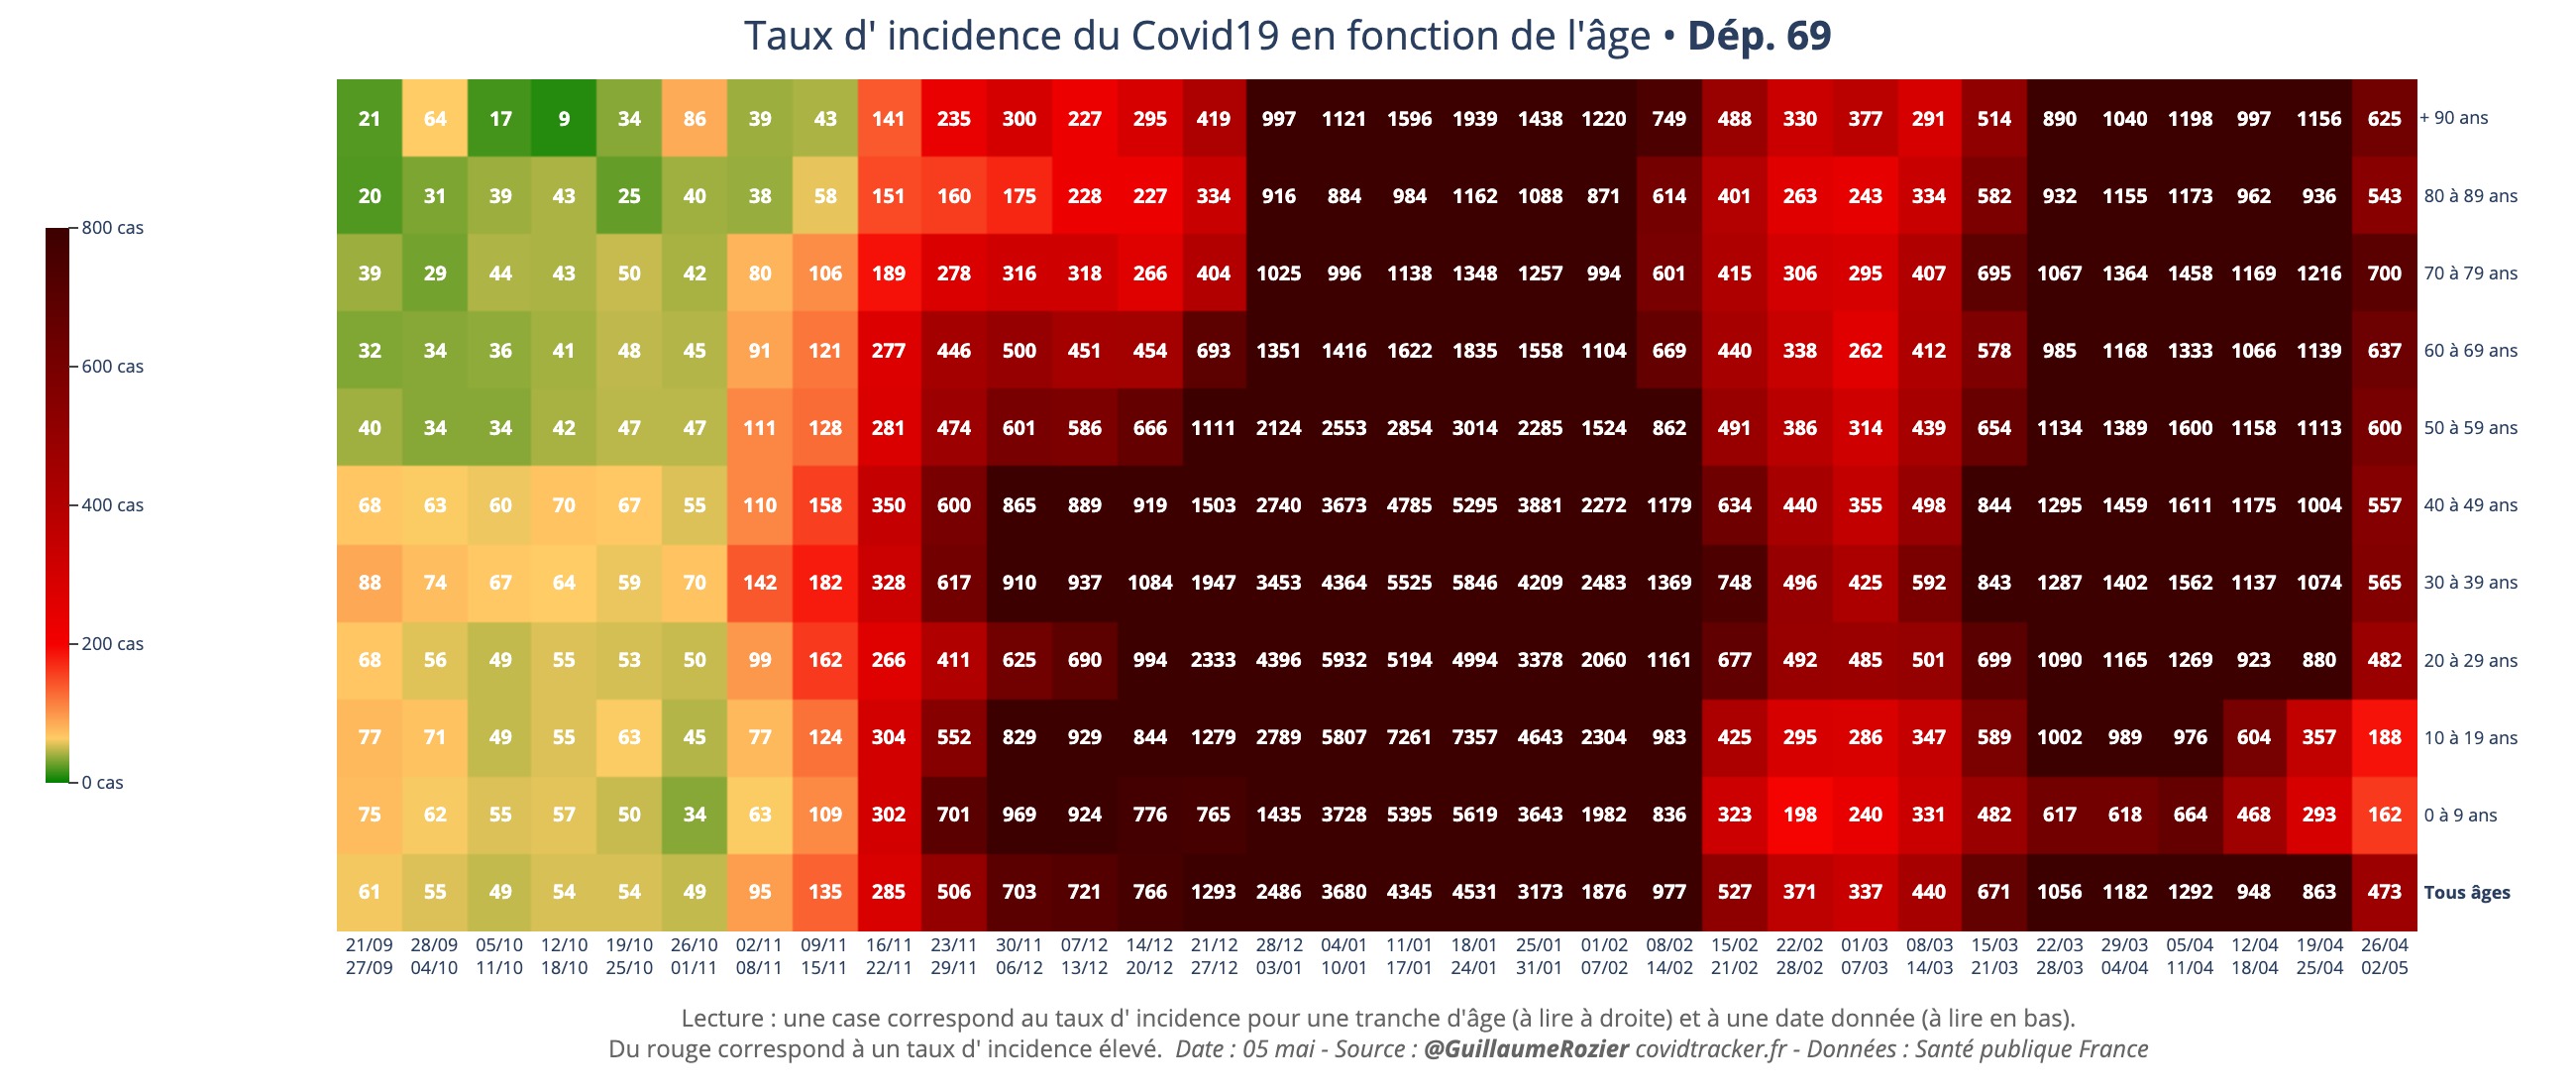 Taux d' incidence du Covid19 en fonction de l'âge • Dép. 69
800 cas
600 cas
400 cas
200 cas
0 cas
21 64 17 9 34 86 39 43 141 235 300 227 295 419 997 1121 1596 1939 1438 1220 749 488 330 377 291 514 890 1040 1198 997 1156 625 + 90 ans
20 31 39 43 25 40 38 58 151 160 175 228 227 334 916 884 984 1162 1088 871 614 401 263 243 334 582 932 1155 1173 962 936 543 80 à 89 ans
39 29 44 43 50 42 80 106 189 278 316 318 266 404 1025 996 1138 1348 1257 994 601 415 306 295 407 695 1067 1364 1458 1169 1216 700 70 à 79 ans
32 34 36 41 48 45 91 121 277 446 500 451 454 693 1351 1416 1622 1835 1558 1104 669 440 338 262 412 578 985 1168 1333 1066 1139 637 60 à 69 ans
40 34 34 42 47 47 111 128 281 474 601 586 666 1111 2124 2553 2854 3014 2285 1524 862 491 386 314 439 654 1134 1389 1600 1158 1113 600 50 à 59 ans
68 63 60 70 67 55 110 158 350 600 865 889 919 1503 2740 3673 4785 5295 3881 2272 1179 634 440 355 498 844 1295 1459 1611 1175 1004 557 40 à 49 ans
88 74 67 64 59 70 142 182 328 617 910 937 1084 1947 3453 4364 5525 5846 4209 2483 1369 748 496 425 592 843 1287 1402 1562 1137 1074 565 30 à 39 ans
68 56 49 55 53 50 99 162 266 411 625 690 994 2333 4396 5932 5194 4994 3378 2060 1161 677 492 485 501 699 1090 1165 1269 923 880 482 20 à 29 ans
77 71 49 55 63 45 77 124 304 552 829 929 844 1279 2789 5807 7261 7357 4643 2304 983 425 295 286 347 589 1002 989 976 604 357 188 10 à 19 ans
75 62 55 57 50 34 63 109 302 701 969 924 776 765 1435 3728 5395 5619 3643 1982 836 323 198 240 331 482 617 618 664 468 293 162 0 à 9 ans
61 55 49 54 54 49 95 135 285 506 703 721 766 1293 2486 3680 4345 4531 3173 1876 977 527 371 337 440 671 1056 1182 1292 948 863 473 Tous âges
21/09 28/09 05/10 12/10 19/10 26/10 02/11 09/11 16/11 23/11 30/11 07/12 14/12 21/12 28/12 04/01 11/01 18/01 25/01 01/02 08/02 15/02 22/02 01/03 08/03 15/03 22/03 29/03 05/04 12/04 19/04 26/04
27/09 04/10 11/10 18/10 25/10 01/11 08/11 15/11 22/11 29/11 06/12 13/12 20/12 27/12 03/01 10/01 17/01 24/01 31/01 07/02 14/02 21/02 28/02 07/03 14/03 21/03 28/03 04/04 11/04 18/04 25/04 02/05
Lecture : une case correspond au taux d' incidence pour une tranche d'âge (à lire à droite) et à une date donnée (à lire en bas).
Du rouge correspond à un taux d' incidence élevé. Date : 05 mai - Source : @GuillaumeRozier covidtracker.fr - Données : Santé publique France